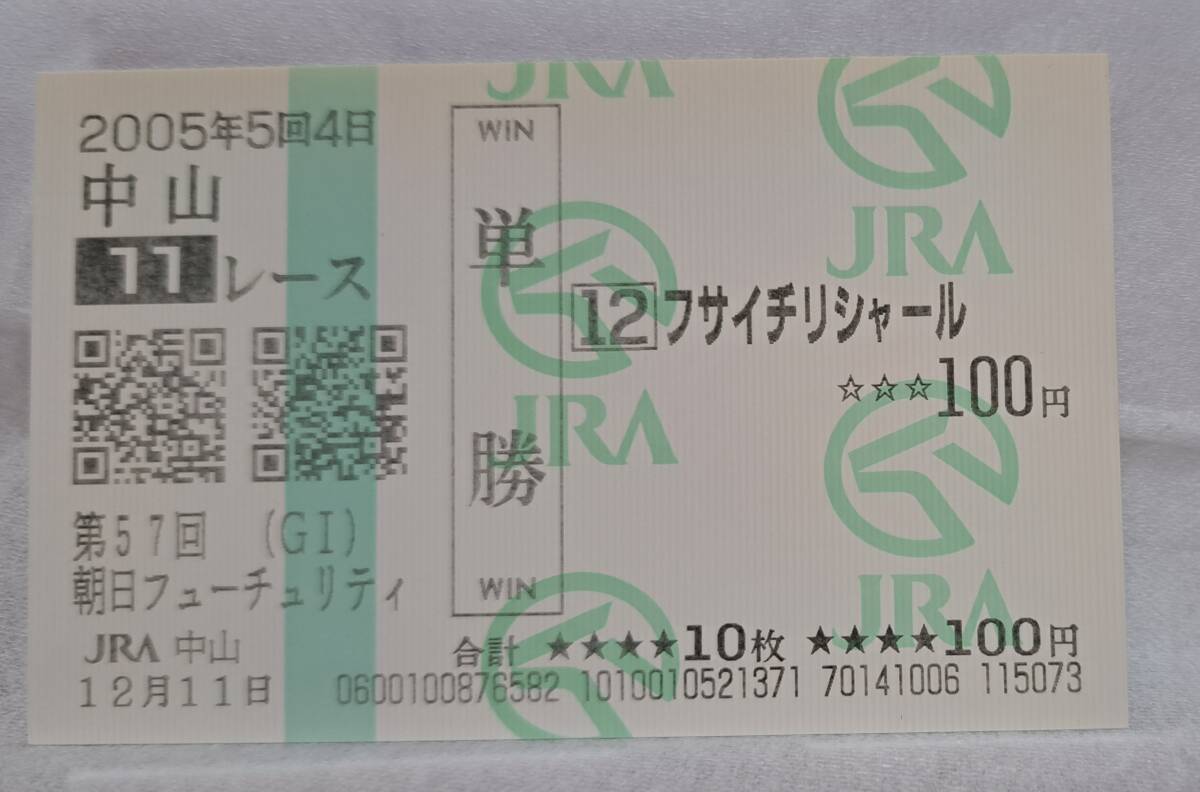 2005年5回4日
中山
11レース
第57回 (GI)
朝日フューチュリティ
JRA 中山
12月11日
WIN
単勝
WIN
12 フサイチリシャール
☆☆☆100円
合計 ★★★★10枚 ★★★★100円
0600100876582 1010010521371 70141006 115073
JRA
JRA
JRA
JRA